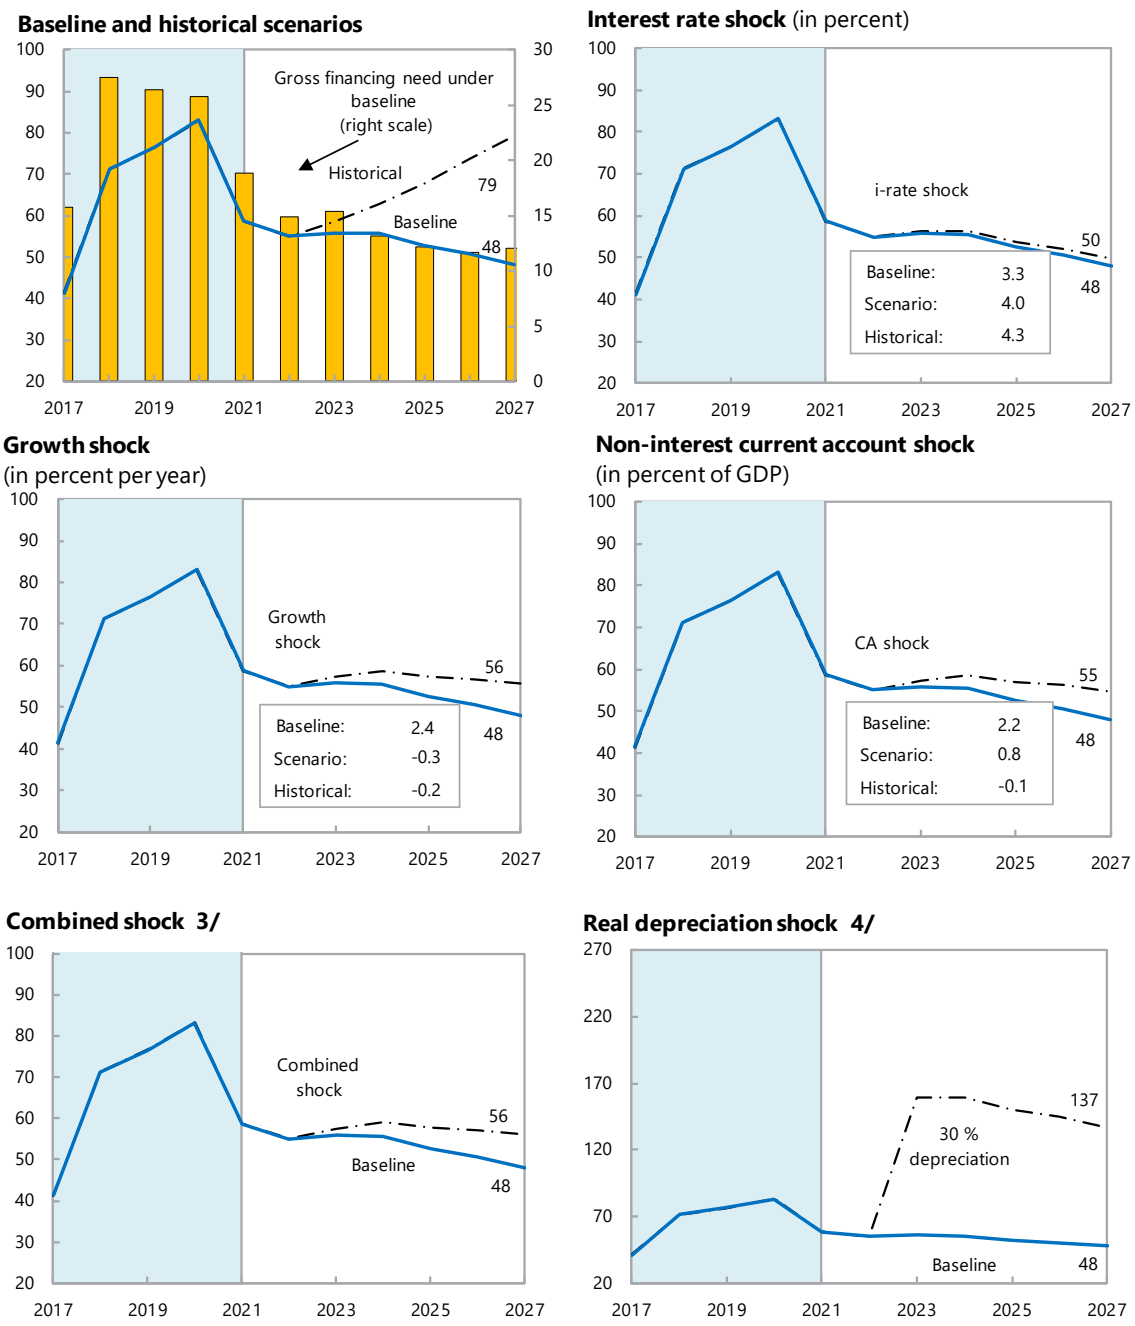 Baseline and historical scenarios
100
90
80
70
60
50
40
30
20
30
25
20
15
10
5
0
Gross financing need under
baseline
(right scale)
Historical
79
Baseline
48
2017 2019 2021 2023 2025 2027
Interest rate shock (in percent)
100
90
80
70
60
50
40
30
20
i-rate shock
50
48
Baseline: 3.3
Scenario: 4.0
Historical: 4.3
2017 2019 2021 2023 2025 2027
Growth shock
(in percent per year)
100
90
80
70
60
50
40
30
20
Growth
shock
56
48
Baseline: 2.4
Scenario: -0.3
Historical: -0.2
2017 2019 2021 2023 2025 2027
Non-interest current account shock
(in percent of GDP)
100
90
80
70
60
50
40
30
20
CA shock
55
48
Baseline: 2.2
Scenario: 0.8
Historical: -0.1
2017 2019 2021 2023 2025 2027
Combined shock 3/
100
90
80
70
60
50
40
30
20
Combined
shock
56
Baseline
48
2017 2019 2021 2023 2025 2027
Real depreciation shock 4/
270
220
170
120
70
20
137
30 %
depreciation
Baseline
48
2017 2019 2021 2023 2025 2027